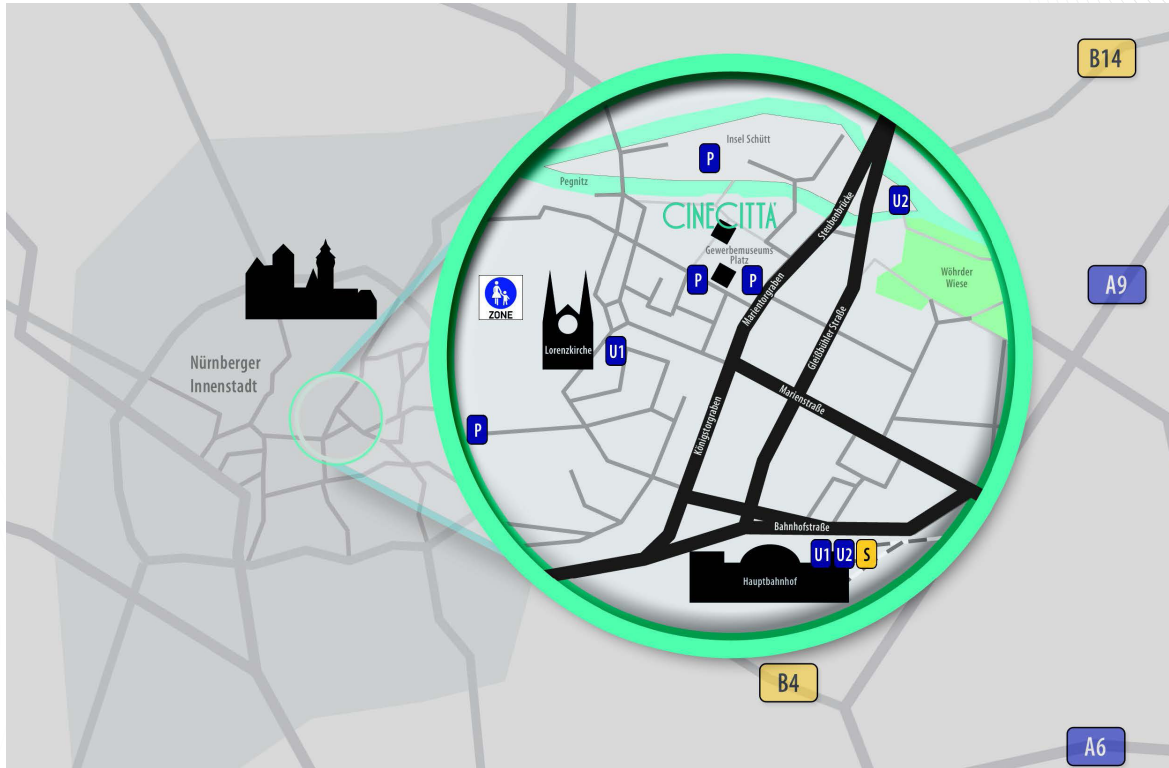 B14
Insel Schütt
P
Pegnitz
U2
CINECITTÀ
Steubenbrücke
Gewerbemuseums
Platz
Wöhrder
Wiese
A9
P
P
ZONE
Marientorgraben
Lorenzkirche
U1
Gleißbühler Straße
Nürnberger
Innenstadt
Marienstraße
Königstorgraben
P
Bahnhofstraße
U1
U2
S
Hauptbahnhof
B4
A6